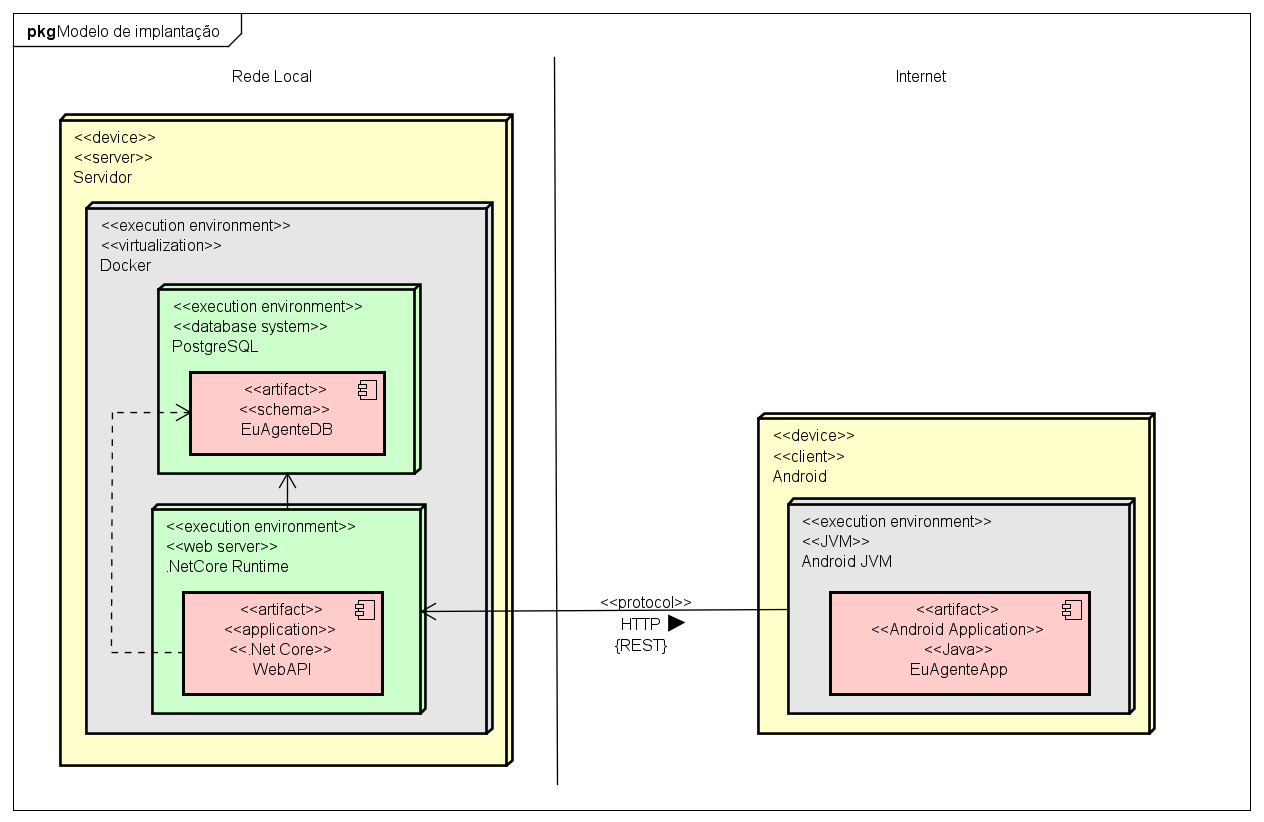 pkgModelo de implantação
Rede Local
Internet
<<device>>
<<server>>
Servidor
<<execution environment>>
<<virtualization>>
Docker
<<execution environment>>
<<database system>>
PostgreSQL
<<artifact>>
<<schema>>
EuAgenteDB
<<execution environment>>
<<web server>>
.NetCore Runtime
<<artifact>>
<<application>>
<<.Net Core>>
WebAPI
<<protocol>>
HTTP
{REST}
<<device>>
<<client>>
Android
<<execution environment>>
<<JVM>>
Android JVM
<<artifact>>
<<Android Application>>
<<Java>>
EuAgenteApp